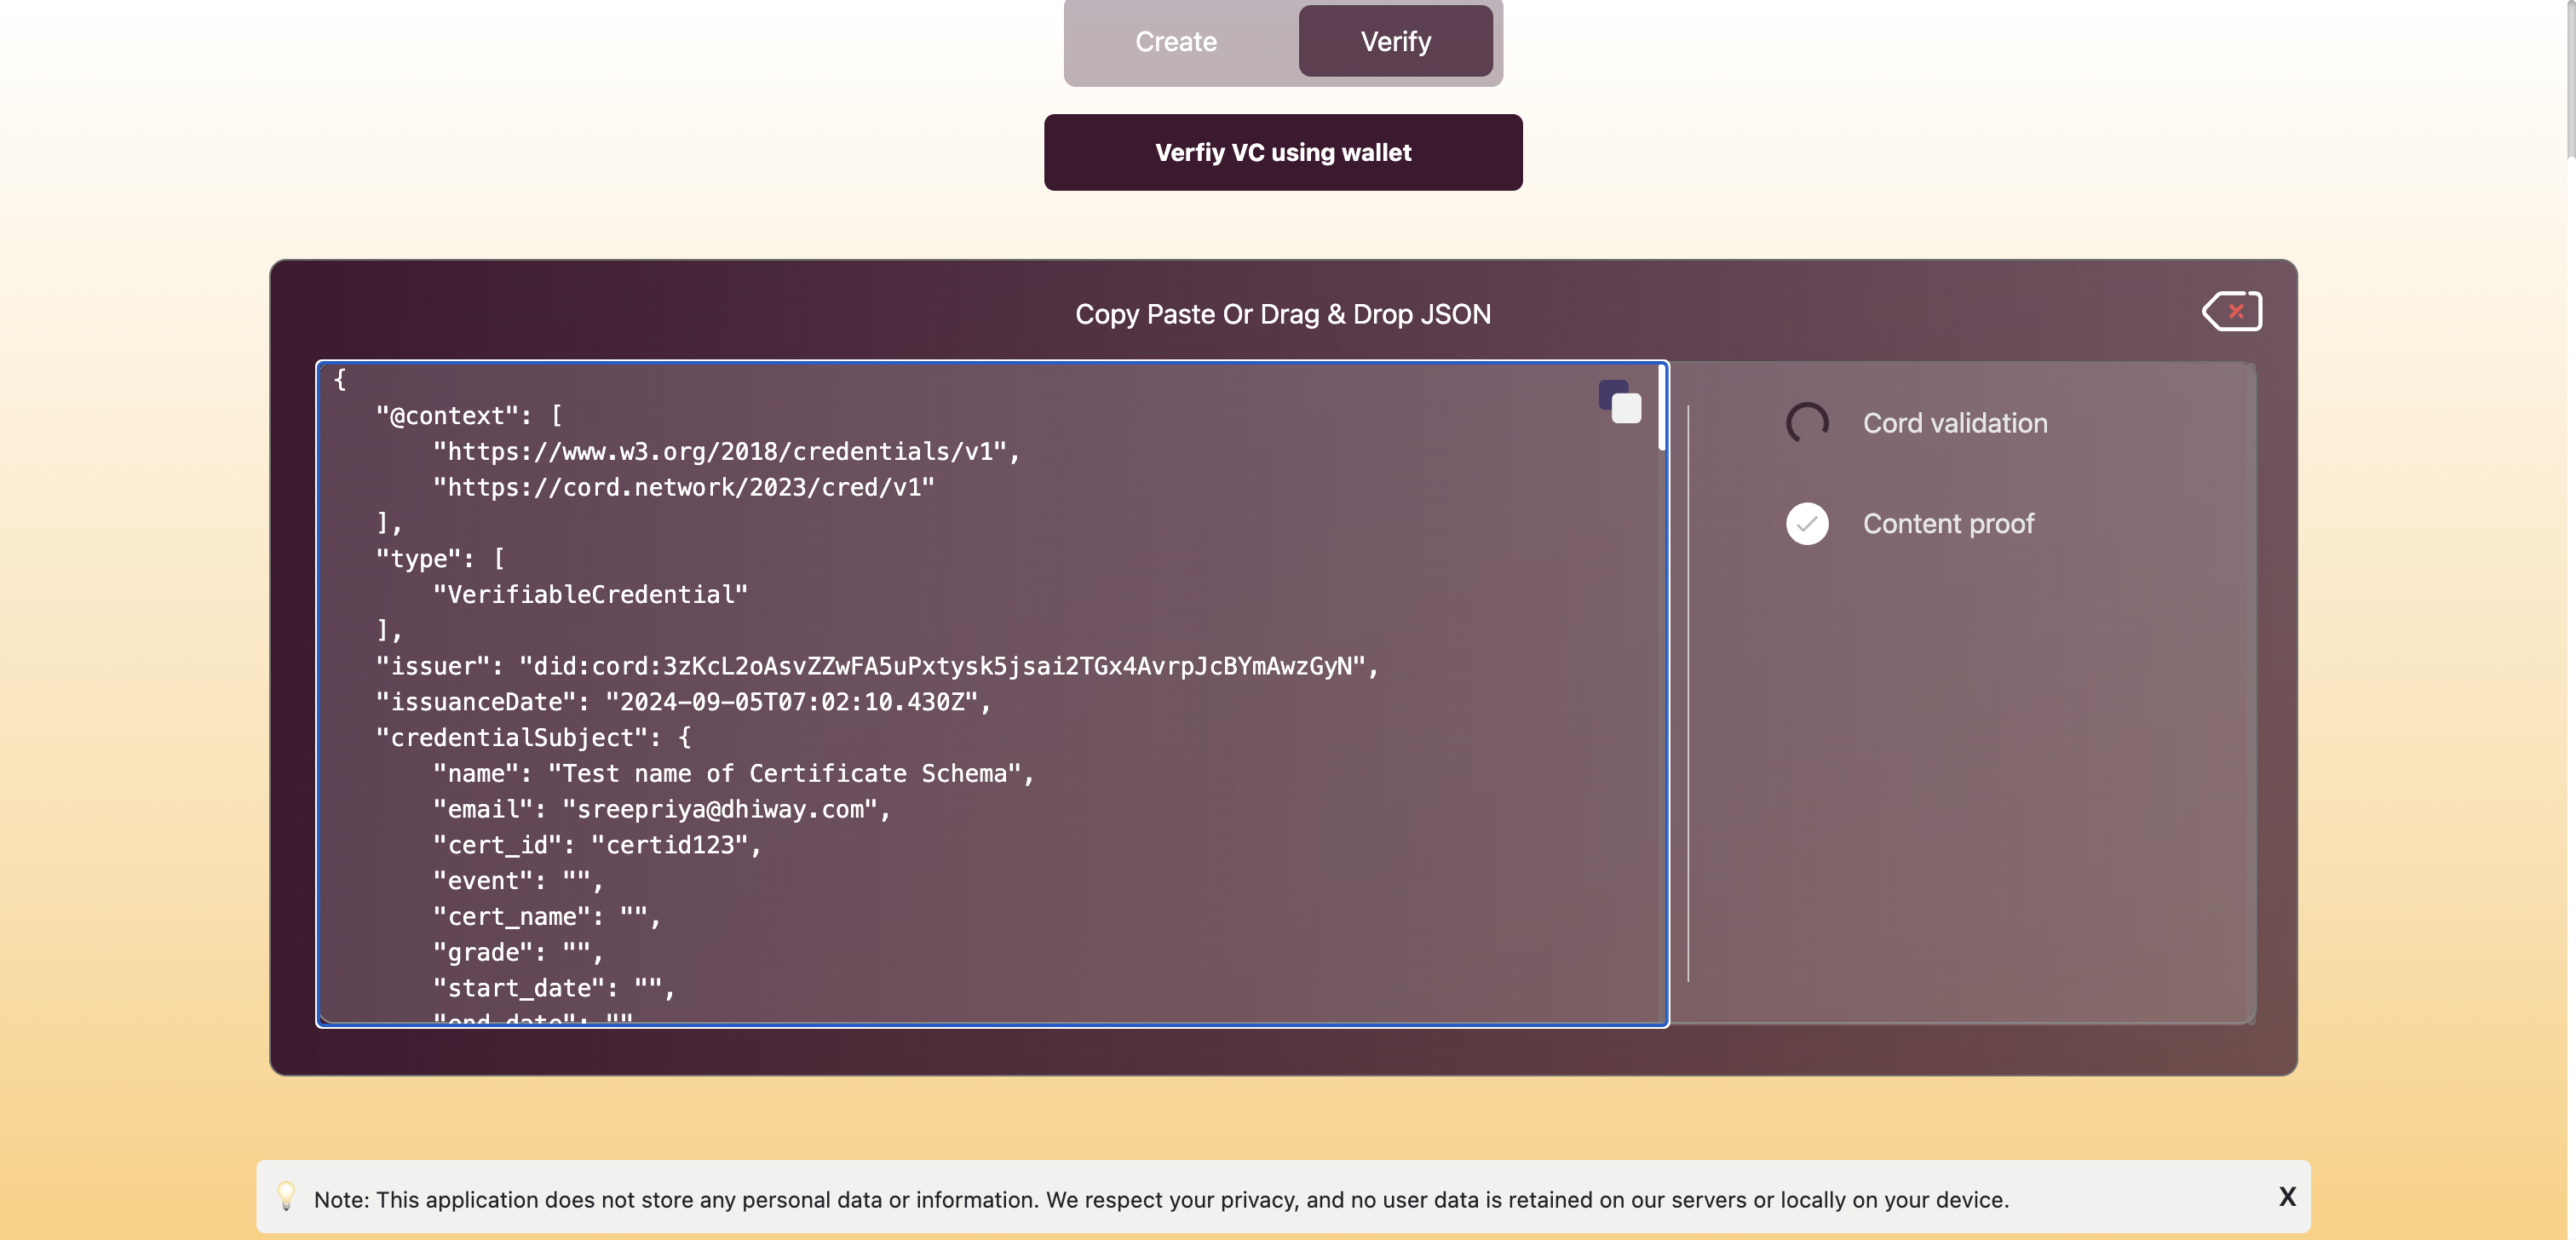 Create
Verify
Verfiy VC using wallet
Copy Paste Or Drag & Drop JSON
{
"@context": [
"https://www.w3.org/2018/credentials/v1",
"https://cord.network/2023/cred/v1"
],
"type": [
"VerifiableCredential"
],
"issuer": "did:cord:3zKcL2oAsvZZwFA5uPxtysk5jsai2TGx4AvrpJcBYmAwzGyN",
"issuanceDate": "2024-09-05T07:02:10.430Z",
"credentialSubject": {
"name": "Test name of Certificate Schema",
"email": "sreepriya@dhiway.com",
"cert_id": "certid123",
"event": "",
"cert_name": "",
"grade": "",
"start_date": "",
"end_date": ""
Cord validation
Content proof
Note: This application does not store any personal data or information. We respect your privacy, and no user data is retained on our servers or locally on your device.
X